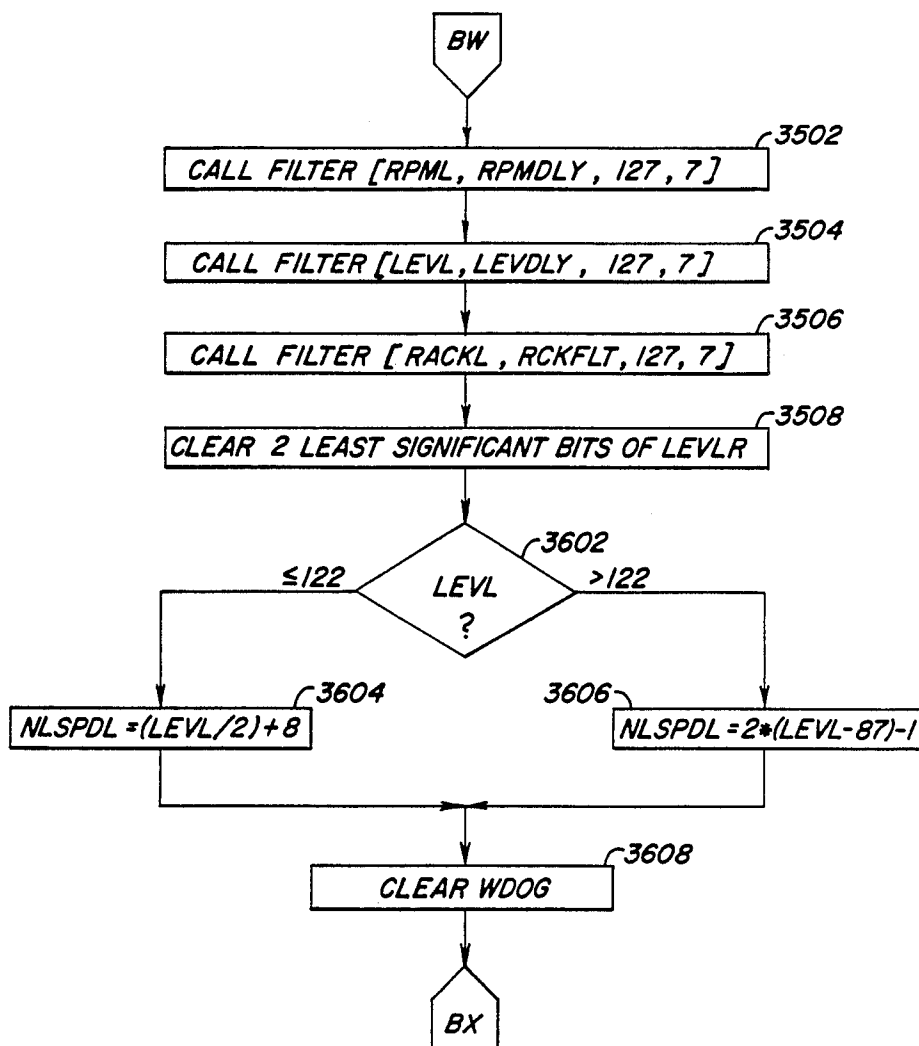 BW
3502
CALL FILTER [RPML, RPMDLY, 127, 7]
3504
CALL FILTER [LEVL, LEVDLY, 127, 7]
3506
CALL FILTER [RACKL, RCKFLT, 127, 7]
3508
CLEAR 2 LEAST SIGNIFICANT BITS OF LEVLR
3602
≤122
LEVL
?
>122
3604
NLSPDL=(LEVL/2)+8
3606
NLSPDL=2*(LEVL-87)-1
3608
CLEAR WDOG
BX